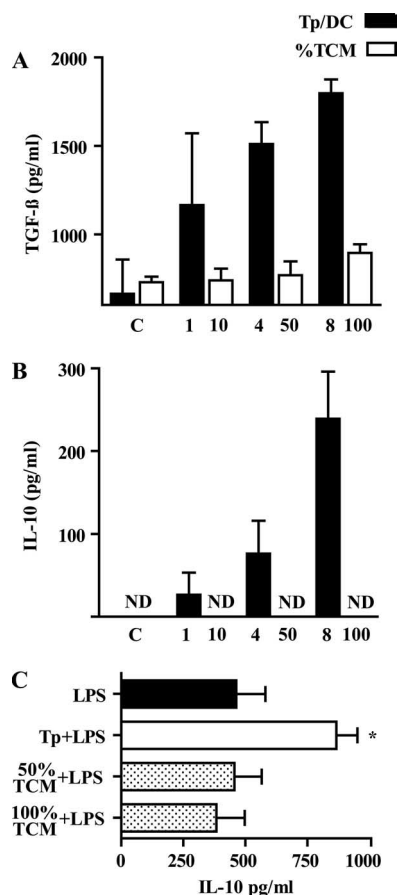 Tp/DC
%TCM
A
2000
1500
1000
TGF-ß (pg/ml)
C 1 10 4 50 8 100
B
300
200
100
IL-10 (pg/ml)
ND ND ND ND
C 1 10 4 50 8 100
C
LPS
Tp+LPS *
50% TCM+LPS
100% TCM+LPS
0 250 500 750 1000
IL-10 pg/ml